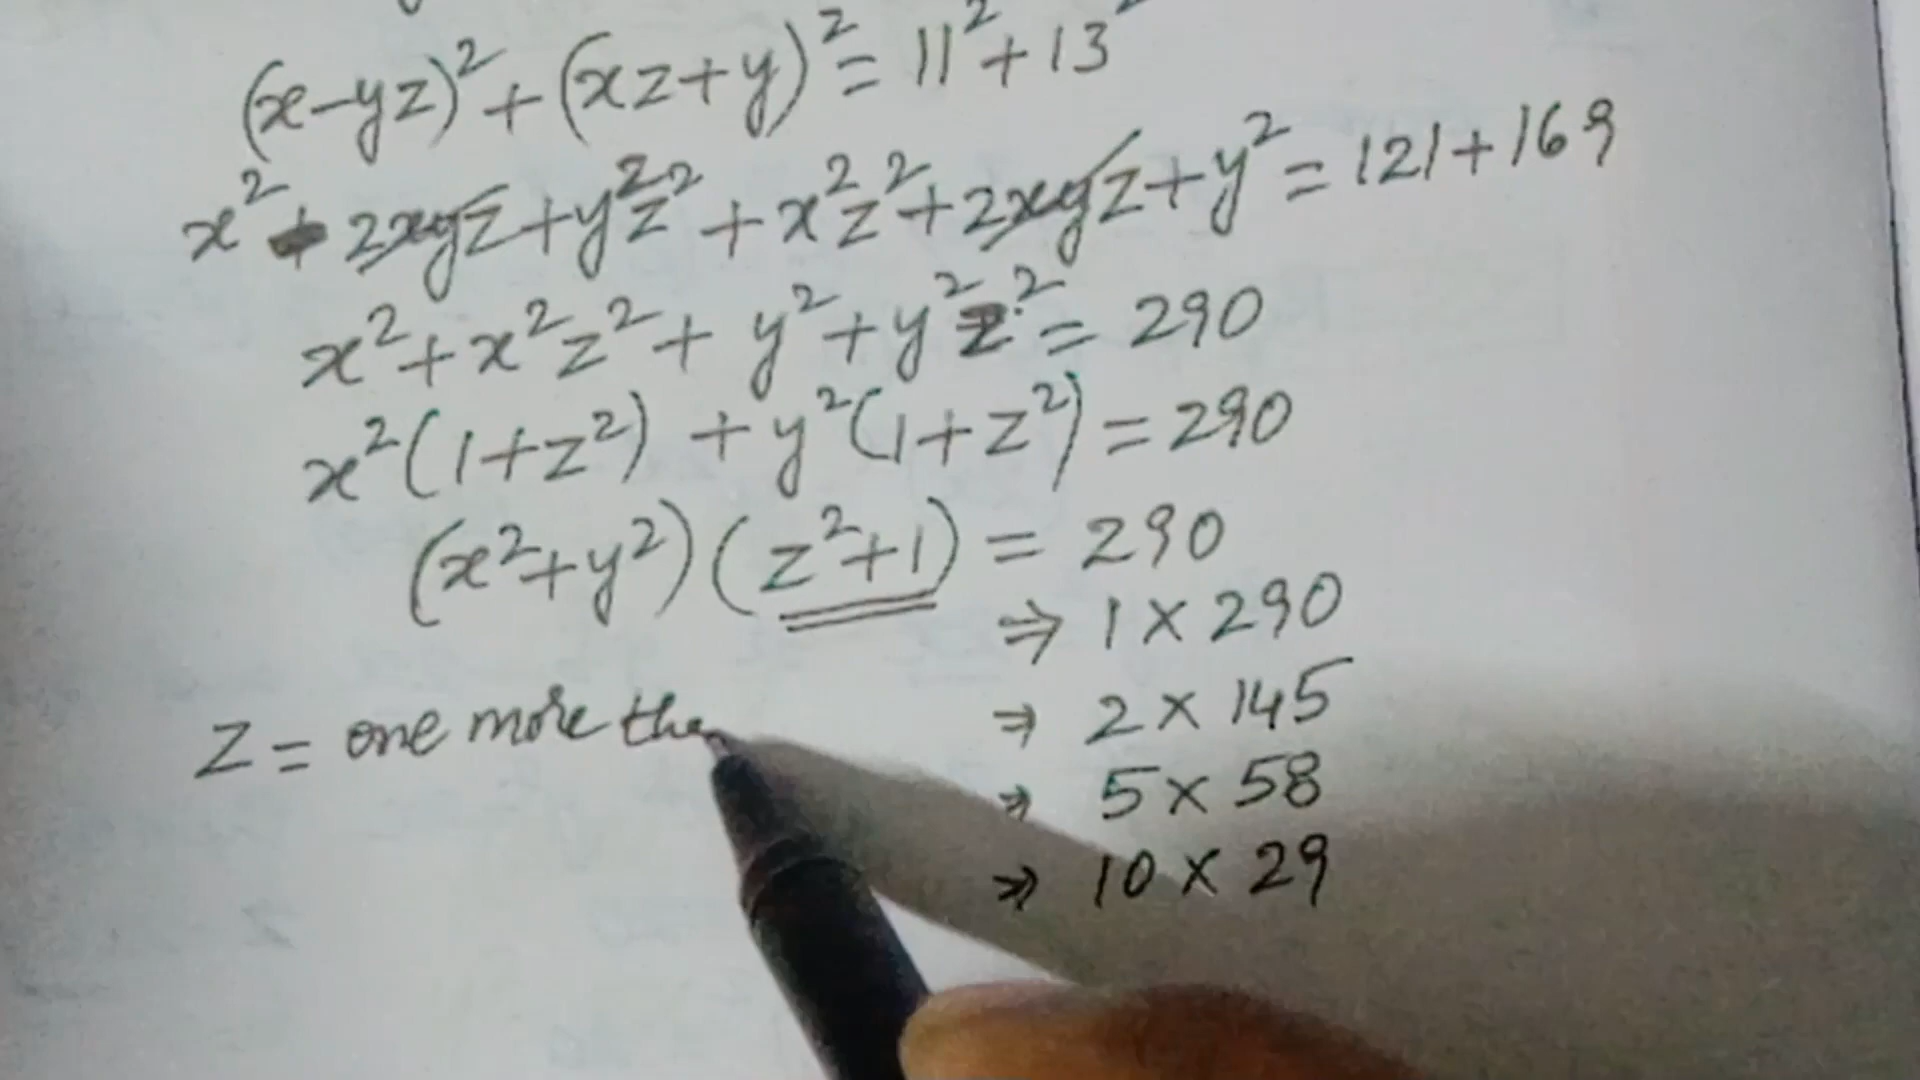 (x-yz)² + (xz+y)² = 11² + 13²
x² - 2xyz + y²z² + x²z² + 2xyz + y² = 121 + 169
x² + x²z² + y² + y²z² = 290
x²(1+z²) + y²(1+z²) = 290
(x²+y²)(z²+1) = 290
⇒ 1 × 290
⇒ 2 × 145
⇒ 5 × 58
⇒ 10 × 29
z = one more the